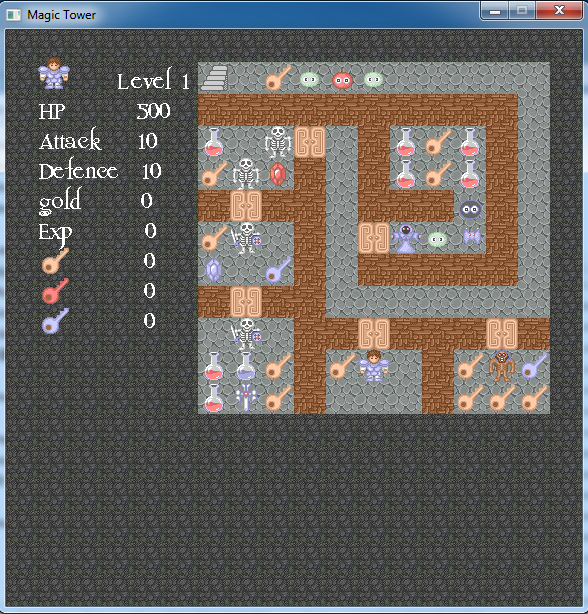 Magic Tower
Level 1
HP 500
Attack 10
Defence 10
gold 0
Exp 0
0
0
0